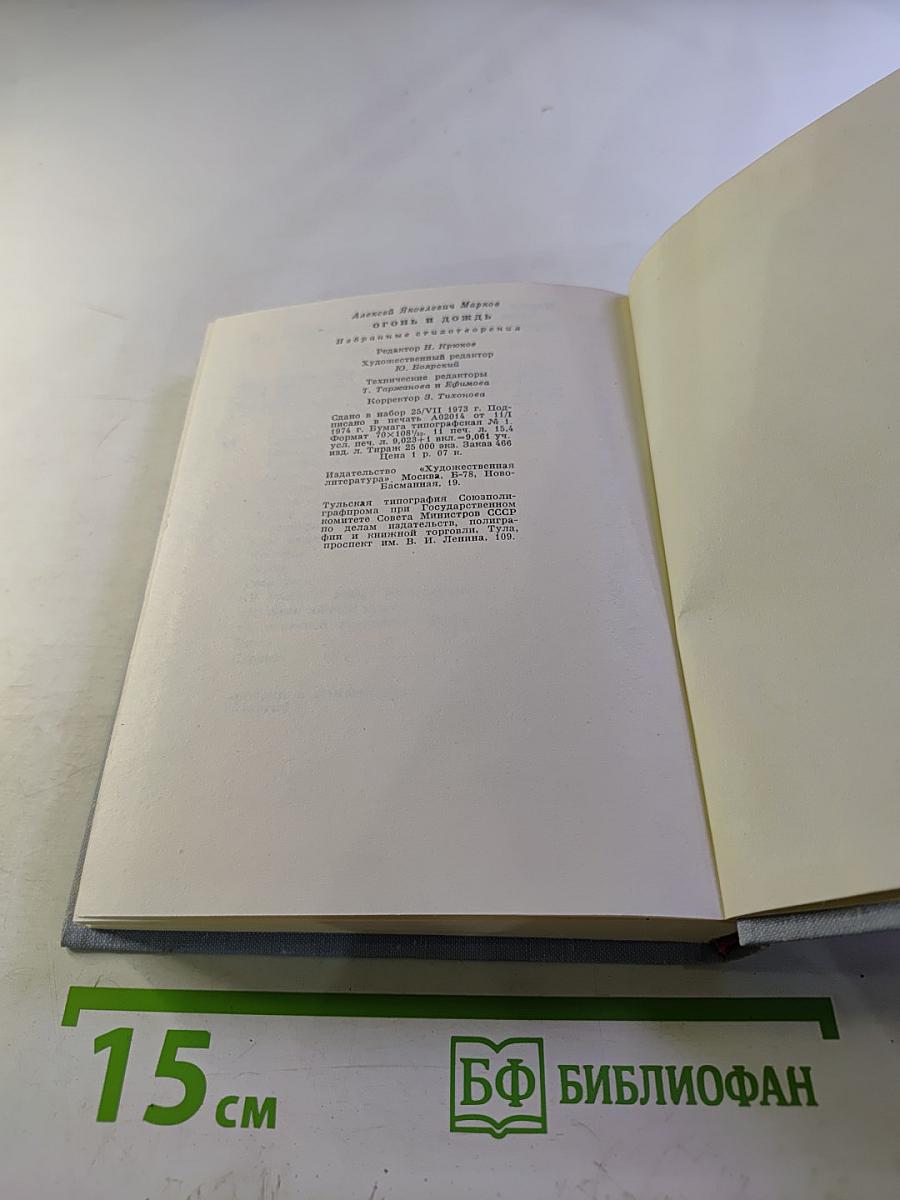 Алексей Яковлевич Марков
ОГОНЬ И ДОЖДЬ
Избранные стихотворения
Редактор Н. Крюков
Художественный редактор
Ю. Боярский
Технические редакторы
Т. Таржанова и Ефимова
Корректор З. Тихонова
Сдано в набор 25/VII 1973 г. Под-
писано в печать А02014 от 11/I
1974 г. Бумага типографская № 1.
Формат 70×108¹/₃₂. 11 печ. л. 15,4
усл. печ. л. 9,023+1 вкл.=9,061 уч.
изд. л. Тираж 25 000 экз. Заказ 466
Цена 1 р. 07 к.
Издательство «Художественная
литература». Москва, Б-78, Ново-
Басманная, 19.
Тульская типография Союзполи-
графпрома при Государственном
комитете Совета Министров СССР
по делам издательств, полигра-
фии и книжной торговли, Тула,
проспект им. В. И. Ленина, 109.
15 см
БФ БИБЛИОФАН